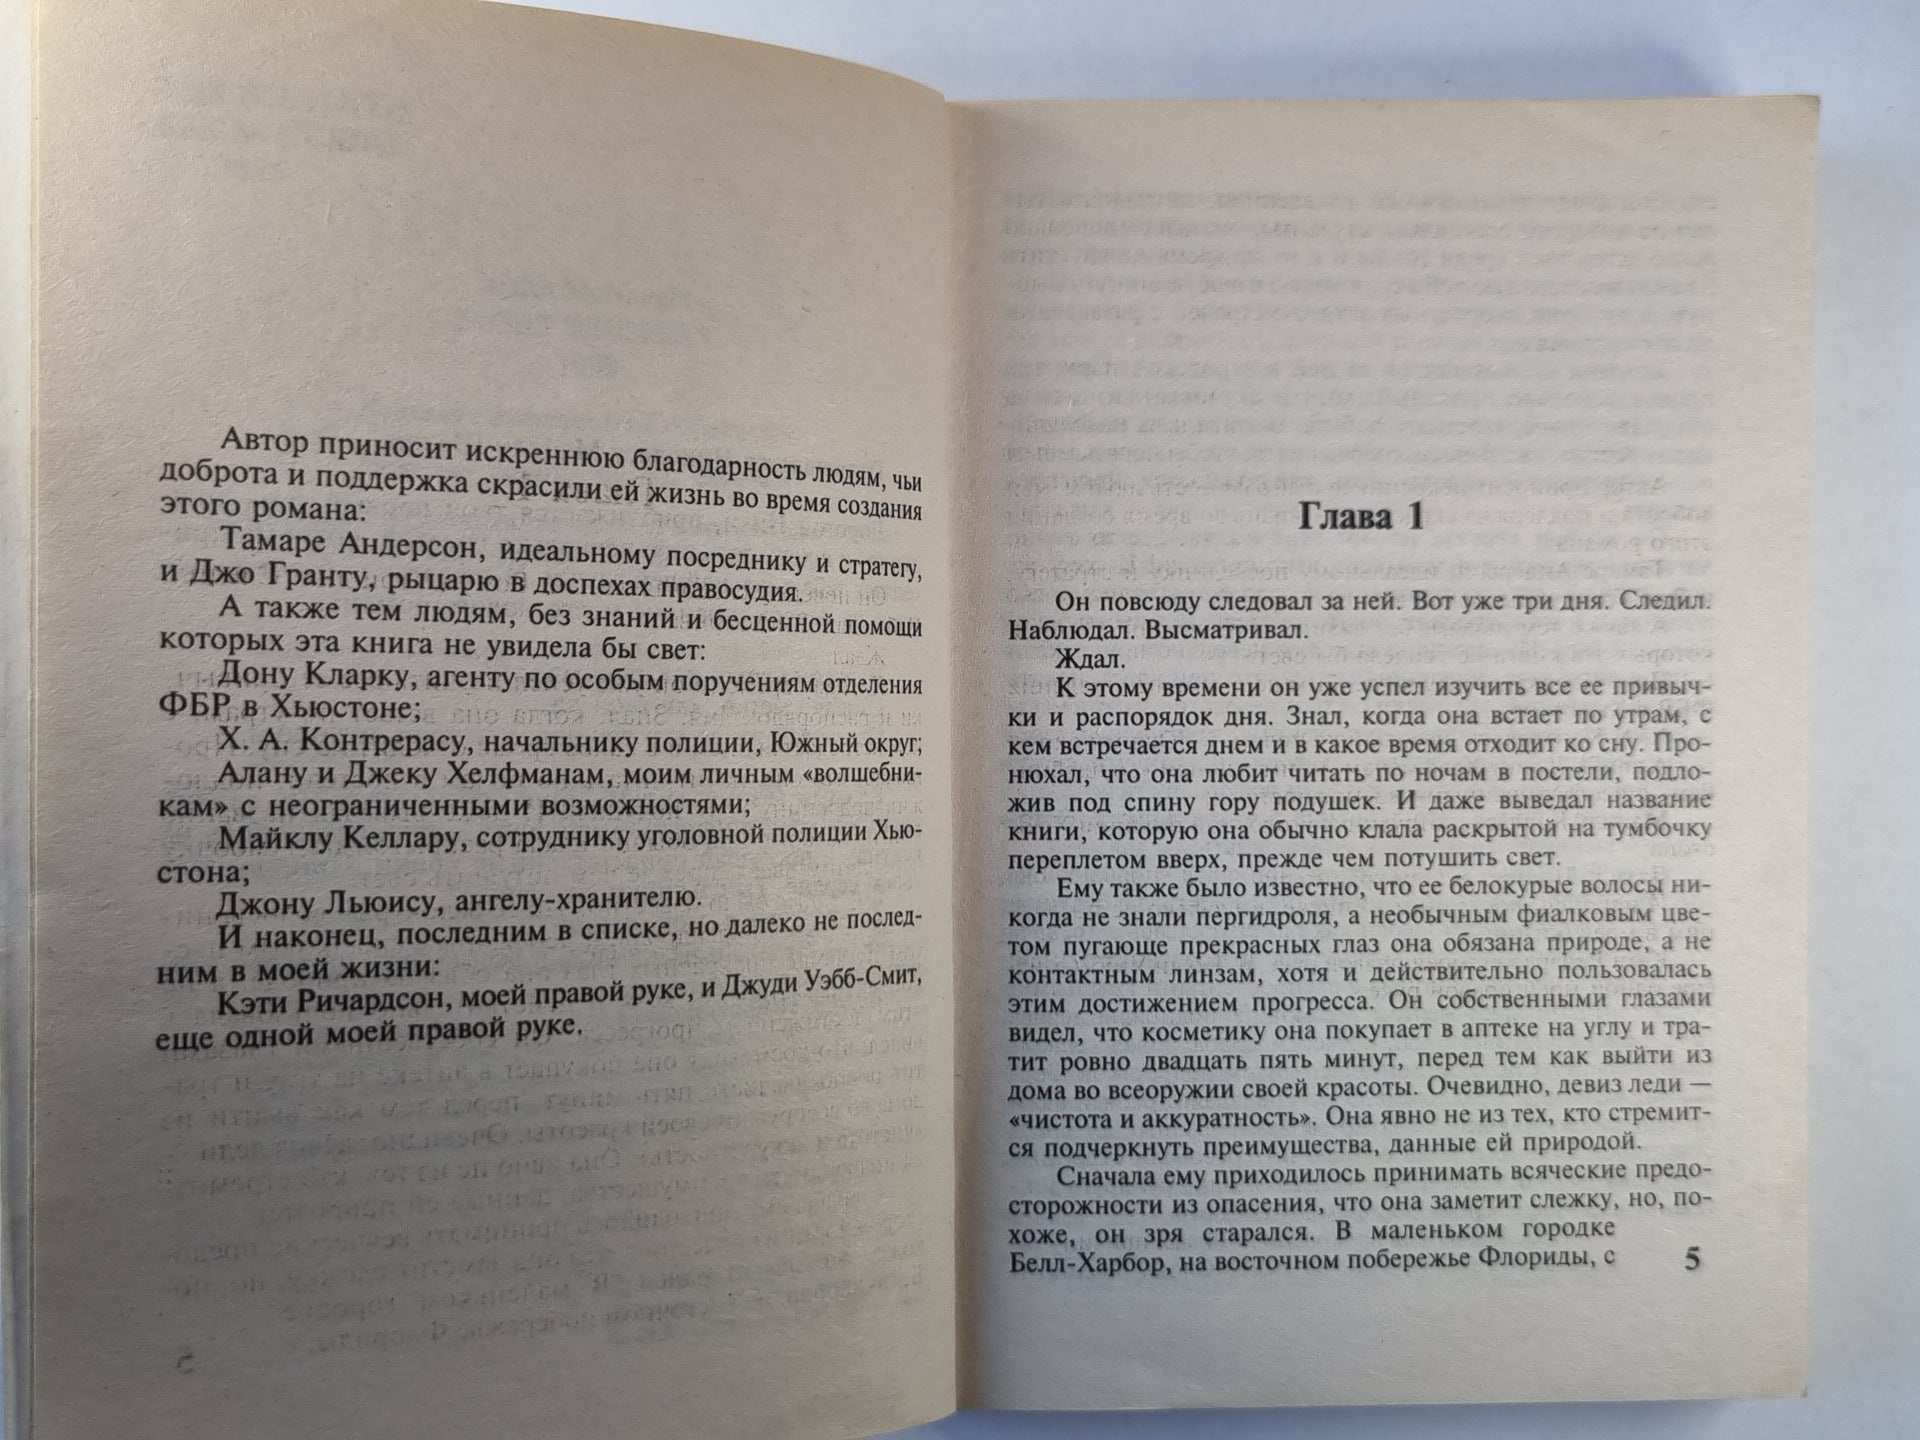 Автор приносит искреннюю благодарность людям, чьи
доброта и поддержка скрасили ей жизнь во время создания
этого романа:
Тамаре Андерсон, идеальному посреднику и стратегу,
и Джо Гранту, рыцарю в доспехах правосудия.
А также тем людям, без знаний и бесценной помощи
которых эта книга не увидела бы свет:
Дону Кларку, агенту по особым поручениям отделения
ФБР в Хьюстоне;
Х. А. Контрерасу, начальнику полиции, Южный округ;
Алану и Джеку Хелфманам, моим личным «волшебни-
кам» с неограниченными возможностями;
Майклу Келлару, сотруднику уголовной полиции Хью-
стона;
Джону Льюису, ангелу-хранителю.
И наконец, последним в списке, но далеко не послед-
ним в моей жизни:
Кэти Ричардсон, моей правой руке, и Джуди Уэбб-Смит,
еще одной моей правой руке.
Глава 1
Он повсюду следовал за ней. Вот уже три дня. Следил.
Наблюдал. Высматривал.
Ждал.
К этому времени он уже успел изучить все ее привыч-
ки и распорядок дня. Знал, когда она встает по утрам, с
кем встречается днем и в какое время отходит ко сну. Про-
нюхал, что она любит читать по ночам в постели, подло-
жив под спину гору подушек. И даже выведал название
книги, которую она обычно клала раскрытой на тумбочку
переплетом вверх, прежде чем потушить свет.
Ему также было известно, что ее белокурые волосы ни-
когда не знали пергидроля, а необычным фиалковым цве-
том пугающе прекрасных глаз она обязана природе, а не
контактным линзам, хотя и действительно пользовалась
этим достижением прогресса. Он собственными глазами
видел, что косметику она покупает в аптеке на углу и тра-
тит ровно двадцать пять минут, перед тем как выйти из
дома во всеоружии своей красоты. Очевидно, девиз леди —
«чистота и аккуратность». Она явно не из тех, кто стремит-
ся подчеркнуть преимущества, данные ей природой.
Сначала ему приходилось принимать всяческие предо-
сторожности из опасения, что она заметит слежку, но, по-
хоже, он зря старался. В маленьком городке
Белл-Харбор, на восточном побережье Флориды, с
5